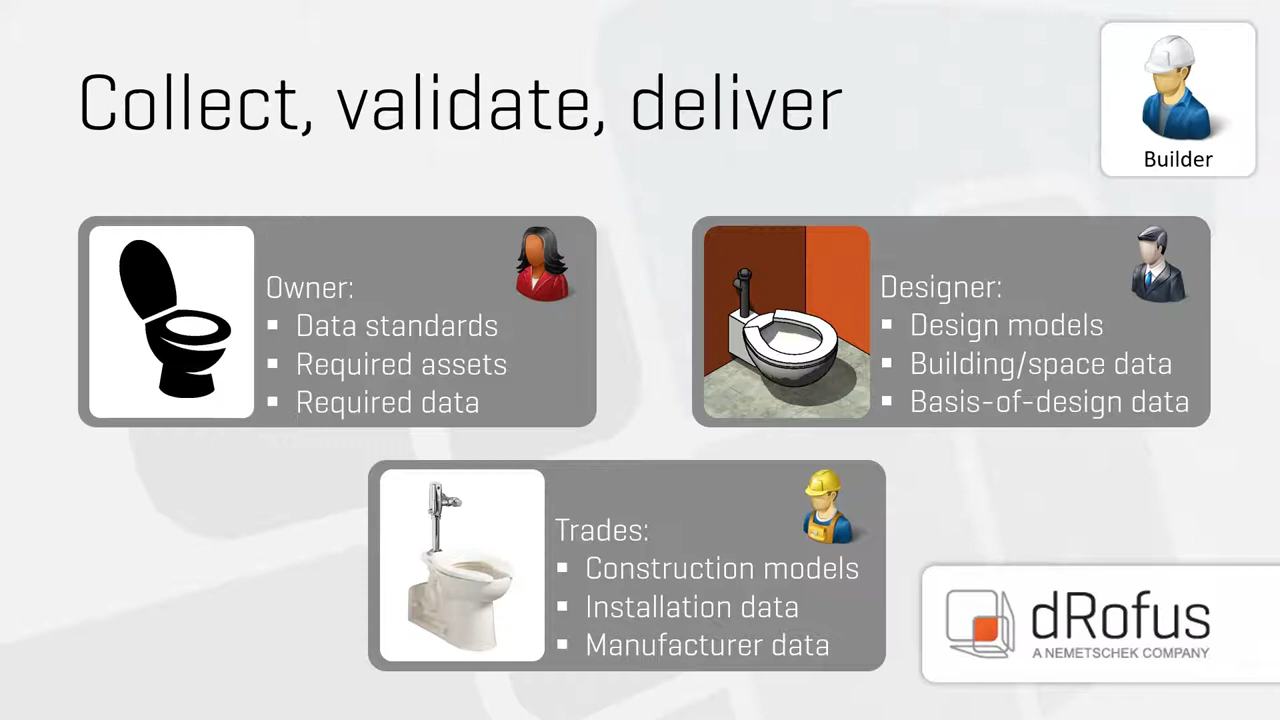 Collect, validate, deliver
Builder
Owner:
▪ Data standards
▪ Required assets
▪ Required data
Designer:
▪ Design models
▪ Building/space data
▪ Basis-of-design data
Trades:
▪ Construction models
▪ Installation data
▪ Manufacturer data
dRofus
A NEMETSCHEK COMPANY